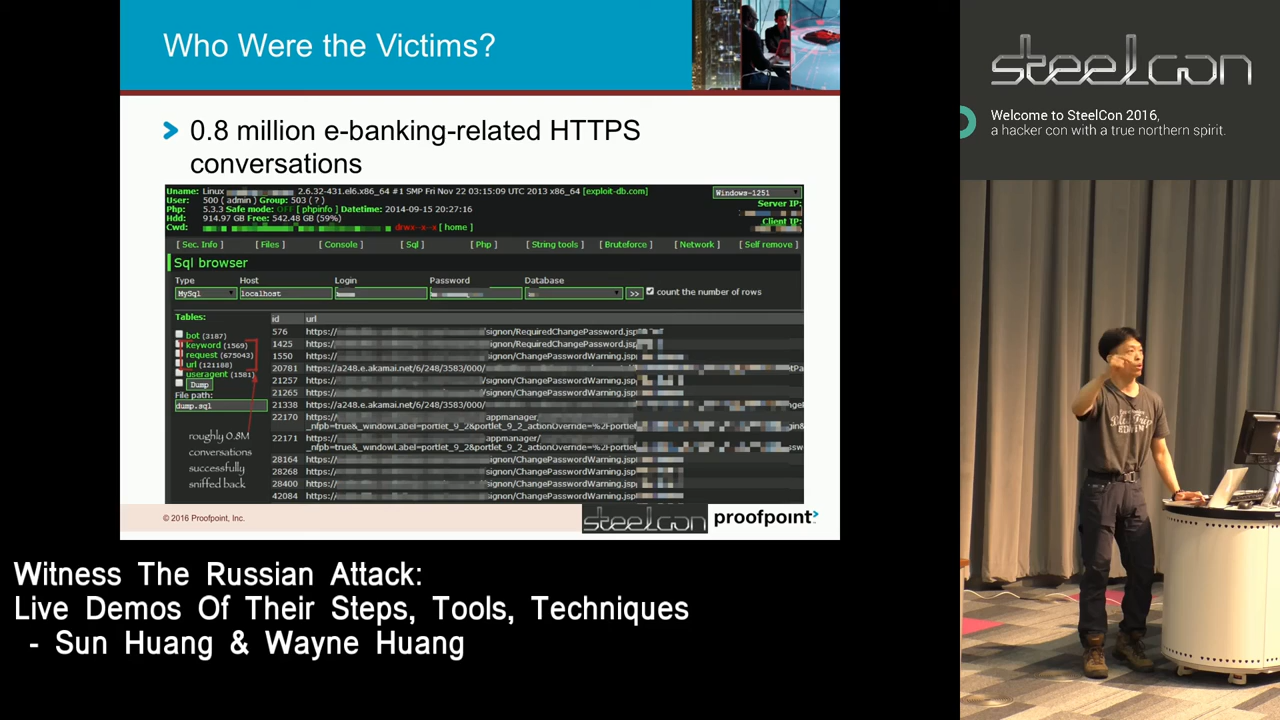 Who Were the Victims?
0.8 million e-banking-related HTTPS
conversations
Uname: Linux 2.6.32-431.el6.x86_64 #1 SMP Fri Nov 22 03:15:09 UTC 2013 x86_64 [exploit-db.com] Windows-1251
User: 500 ( admin ) Group: 503 ( ? ) Server IP:
Php: 5.3.3 Safe mode: OFF [ phpinfo ] Datetime: 2014-09-15 20:27:16
Hdd: 914.97 GB Free: 542.48 GB (59%) Client IP:
Cwd: drwx--x--x [ home ]
[ Sec. Info ] [ Files ] [ Console ] [ Sql ] [ Php ] [ String tools ] [ Bruteforce ] [ Network ] [ Self remove ]
Sql browser
Type Host Login Password Database
MySql localhost >> count the number of rows
Tables:
bot (3187)
keyword (1569)
request (675043)
url (121188)
useragent (1581)
Dump
File path:
dump.sql
roughly 0.8M
conversations
successfully
sniffed back
id url
576 https:// /signon/RequiredChangePassword.jsp
1425 https:// /signon/RequiredChangePassword.jsp
1550 https:// /signon/ChangePasswordWarning.jsp
20781 https://a248.e.akamai.net/6/248/3583/000/
21257 https:// /signon/ChangePasswordWarning.jsp
21265 https:// /signon/ChangePasswordWarning.jsp
21338 https://a248.e.akamai.net/6/248/3583/000/
22170 https:// appmanager/
_nfpb=true&_windowLabel=portlet_9_2&portlet_9_2_actionOverride=%2Fportlet
22171 https:// appmanager/
_nfpb=true&_windowLabel=portlet_9_2&portlet_9_2_actionOverride=%2Fportlet
28164 https:// /signon/ChangePasswordWarning.jsp
28268 https:// /signon/ChangePasswordWarning.jsp
28400 https:// /signon/ChangePasswordWarning.jsp
42084 https:// /signon/ChangePasswordWarning.jsp
© 2016 Proofpoint, Inc.
steelcon
proofpoint
Witness The Russian Attack:
Live Demos Of Their Steps, Tools, Techniques
- Sun Huang & Wayne Huang
steelcon
Welcome to SteelCon 2016,
a hacker con with a true northern spirit.